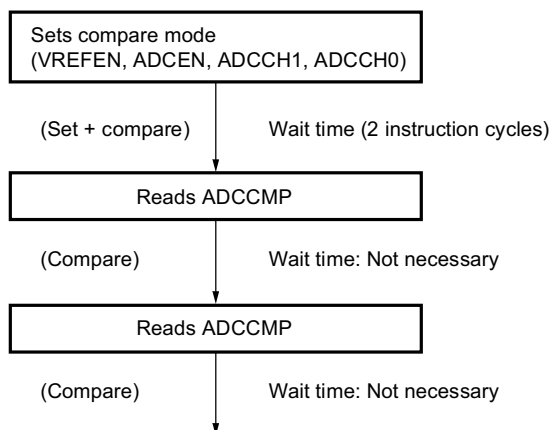 Sets compare mode
(VREFEN, ADCEN, ADCCH1, ADCCH0)
(Set + compare) Wait time (2 instruction cycles)
Reads ADCCMP
(Compare) Wait time: Not necessary
Reads ADCCMP
(Compare) Wait time: Not necessary